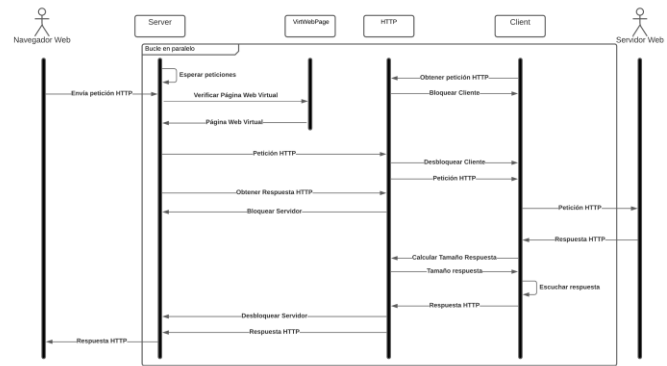 Server
VirtWebPage
HTTP
Client
Navegador Web
Servidor Web
Bucle en paralelo
Esperar peticiones
Obtener petición HTTP
Envía petición HTTP
Verificar Página Web Virtual
Bloquear Cliente
Página Web Virtual
Petición HTTP
Desbloquear Cliente
Petición HTTP
Obtener Respuesta HTTP
Petición HTTP
Bloquear Servidor
Respuesta HTTP
Calcular Tamaño Respuesta
Tamaño respuesta
Escuchar respuesta
Respuesta HTTP
Desbloquear Servidor
Respuesta HTTP
Respuesta HTTP